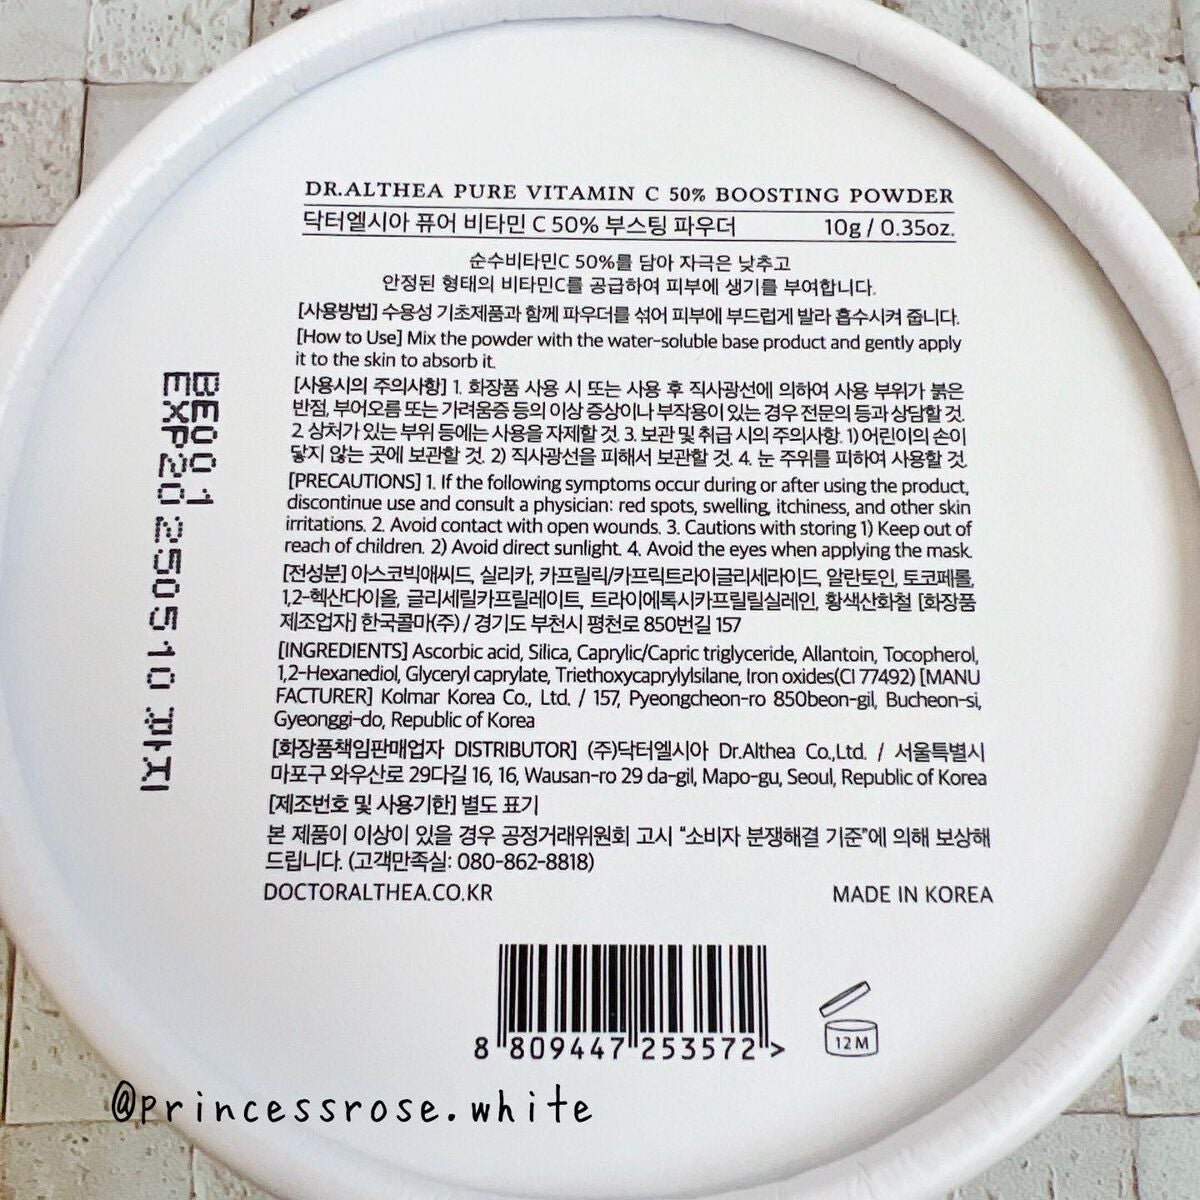 DR.ALTHEA PURE VITAMIN C 50% BOOSTING POWDER
닥터엘시아 퓨어 비타민 C 50% 부스팅 파우더 10g / 0.35oz.
순수비타민C 50%를 담아 자극은 낮추고
안정된 형태의 비타민C를 공급하여 피부에 생기를 부여합니다.
[사용방법] 수용성 기초제품과 함께 파우더를 섞어 피부에 부드럽게 발라 흡수시켜 줍니다.
[How to Use] Mix the powder with the water-soluble base product and gently apply
it to the skin to absorb it.
[사용시의 주의사항] 1. 화장품 사용 시 또는 사용 후 직사광선에 의하여 사용 부위가 붉은
반점, 부어오름 또는 가려움증 등의 이상 증상이나 부작용이 있는 경우 전문의 등과 상담할 것.
2. 상처가 있는 부위 등에는 사용을 자제할 것. 3. 보관 및 취급 시의 주의사항. 1) 어린이의 손이
닿지 않는 곳에 보관할 것. 2) 직사광선을 피해서 보관할 것. 4. 눈 주위를 피하여 사용할 것.
[PRECAUTIONS] 1. If the following symptoms occur during or after using the product,
discontinue use and consult a physician: red spots, swelling, itchiness, and other skin
irritations. 2. Avoid contact with open wounds. 3. Cautions with storing 1) Keep out of
reach of children. 2) Avoid direct sunlight. 4. Avoid the eyes when applying the mask.
[전성분] 아스코빅애씨드, 실리카, 카프릴릭/카프릭트라이글리세라이드, 알란토인, 토코페롤,
1,2-헥산다이올, 글리세릴카프릴레이트, 트라이에톡시카프릴릴실레인, 황색산화철 [화장품
제조업자] 한국콜마(주) / 경기도 부천시 평천로 850번길 157
[INGREDIENTS] Ascorbic acid, Silica, Caprylic/Capric triglyceride, Allantoin, Tocopherol,
1,2-Hexanediol, Glyceryl caprylate, Triethoxycaprylylsilane, Iron oxides(CI 77492) [MANU
FACTURER] Kolmar Korea Co., Ltd. / 157, Pyeongcheon-ro 850beon-gil, Bucheon-si,
Gyeonggi-do, Republic of Korea
[화장품책임판매업자 DISTRIBUTOR] (주)닥터엘시아 Dr.Althea Co.,Ltd. / 서울특별시
마포구 와우산로 29다길 16, 16, Wausan-ro 29 da-gil, Mapo-gu, Seoul, Republic of Korea
[제조번호 및 사용기한] 별도 표기
본 제품이 이상이 있을 경우 공정거래위원회 고시 "소비자 분쟁해결 기준"에 의해 보상해
드립니다. (고객만족실: 080-862-8818)
DOCTORALTHEA.CO.KR MADE IN KOREA
BE001
EXP20250510 까지
8 809447 253572 >
12M
@princessrose.white